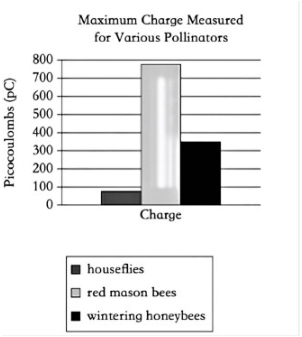 Maximum Charge Measured
for Various Pollinators
Picocoulombs (pC)
800
700
600
500
400
300
200
100
0
Charge
houseflies
red mason bees
wintering honeybees